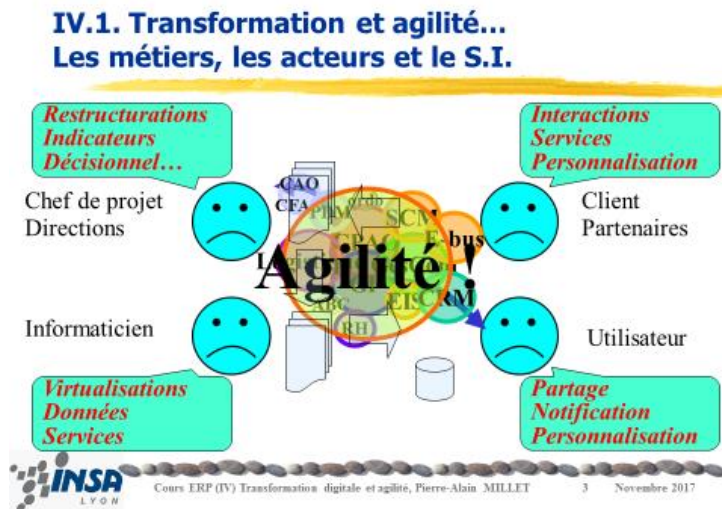 IV.1. Transformation et agilité...
Les métiers, les acteurs et le S.I.
Restructurations
Indicateurs
Décisionnel...
Interactions
Services
Personnalisation
Chef de projet
Directions
Client
Partenaires
CAO
CFA
SCM
E-bus
Agilité !
ABC
EIS
CRM
RH
Informaticien
Utilisateur
Virtualisations
Données
Services
Partage
Notification
Personnalisation
INSA
LYON
Cours ERP (IV) Transformation digitale et agilité, Pierre-Alain MILLET 3 Novembre 2017